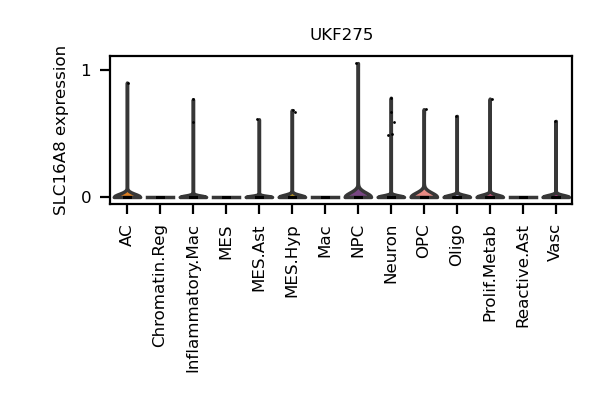 UKF275
SLC16A8 expression
1
0
AC
Chromatin.Reg
Inflammatory.Mac
MES
MES.Ast
MES.Hyp
Mac
NPC
Neuron
OPC
Oligo
Prolif.Metab
Reactive.Ast
Vasc